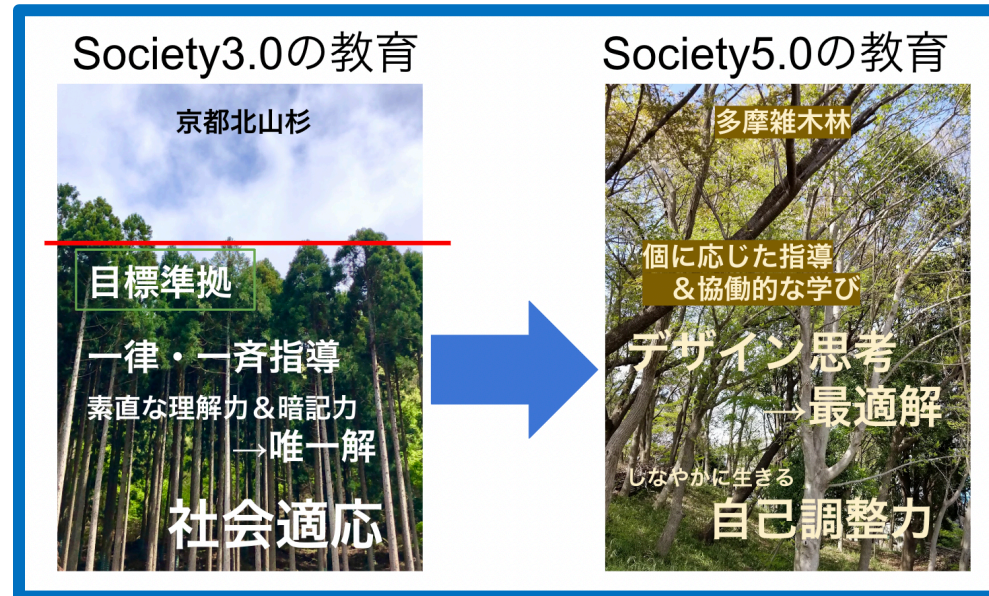 Society3.0の教育
京都北山杉
目標準拠
一律・一斉指導
素直な理解力＆暗記力
→唯一解
社会適応
Society5.0の教育
多摩雑木林
個に応じた指導
＆協働的な学び
デザイン思考
→最適解
しなやかに生きる
自己調整力